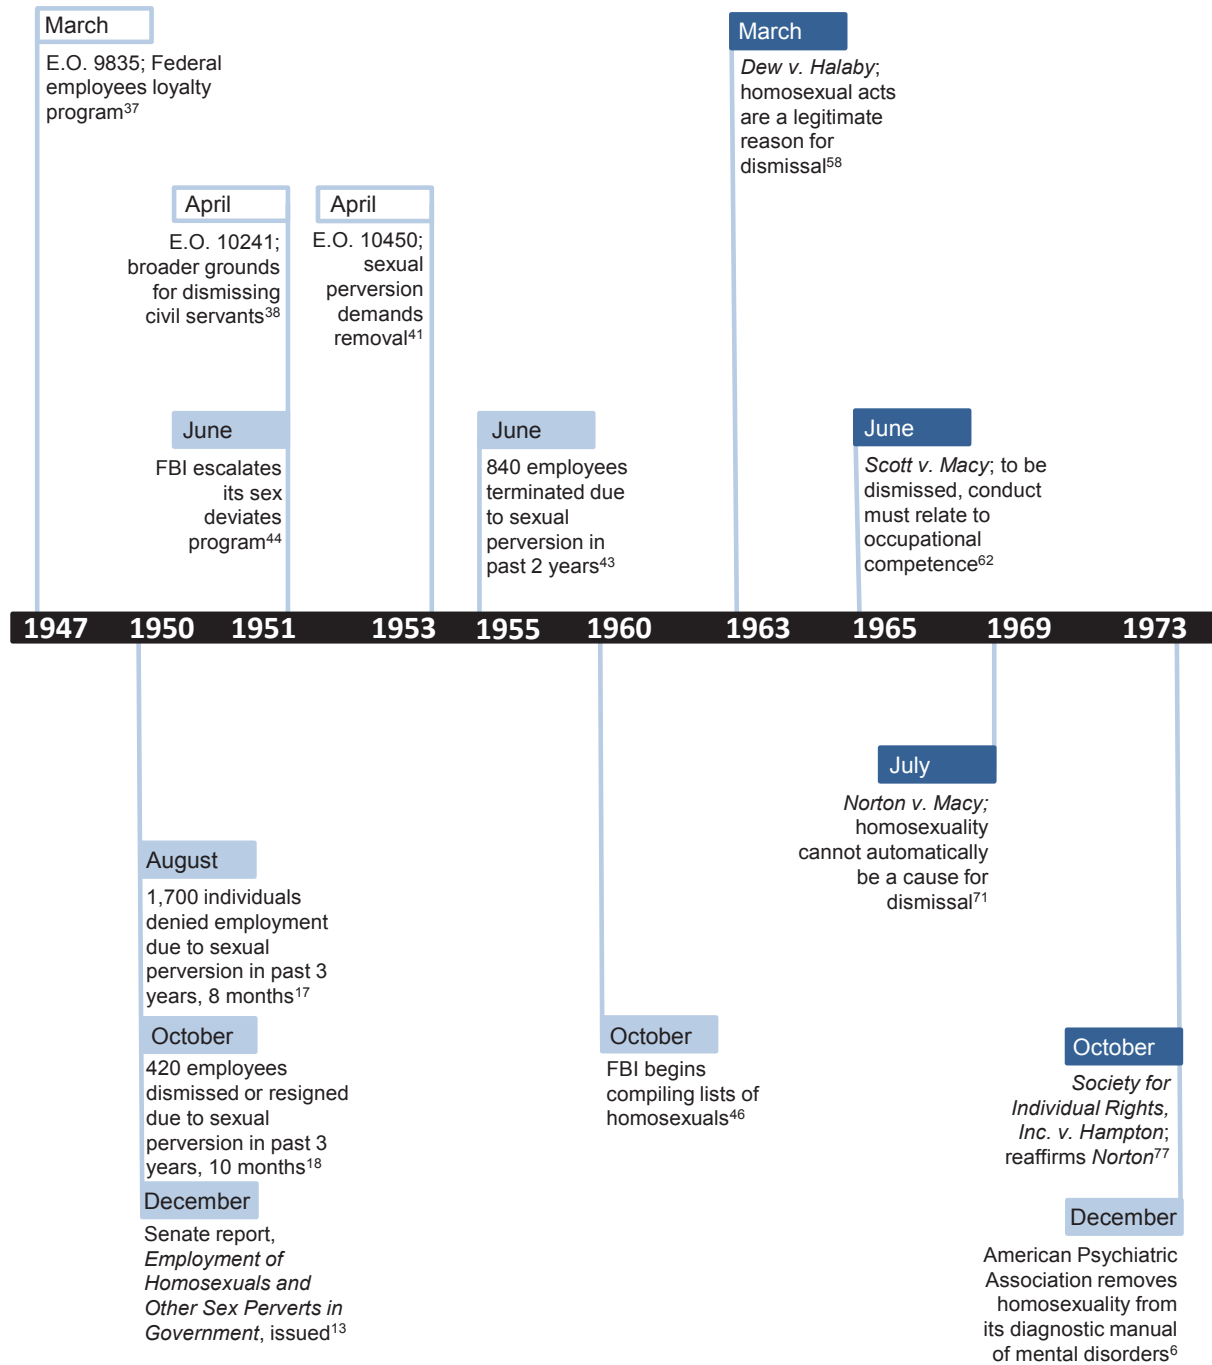 March
E.O. 9835; Federal
employees loyalty
program37
March
Dew v. Halaby;
homosexual acts
are a legitimate
reason for
dismissal58
April
E.O. 10241;
broader grounds
for dismissing
civil servants38
April
E.O. 10450;
sexual
perversion
demands
removal41
June
FBI escalates
its sex
deviates
program44
June
840 employees
terminated due
to sexual
perversion in
past 2 years43
June
Scott v. Macy; to be
dismissed, conduct
must relate to
occupational
competence62
1947 1950 1951 1953 1955 1960 1963 1965 1969 1973
July
Norton v. Macy;
homosexuality
cannot automatically
be a cause for
dismissal71
August
1,700 individuals
denied employment
due to sexual
perversion in past 3
years, 8 months17
October
420 employees
dismissed or resigned
due to sexual
perversion in past 3
years, 10 months18
December
Senate report,
Employment of
Homosexuals and
Other Sex Perverts in
Government, issued13
October
FBI begins
compiling lists of
homosexuals46
October
Society for
Individual Rights,
Inc. v. Hampton;
reaffirms Norton77
December
American Psychiatric
Association removes
homosexuality from
its diagnostic manual
of mental disorders6